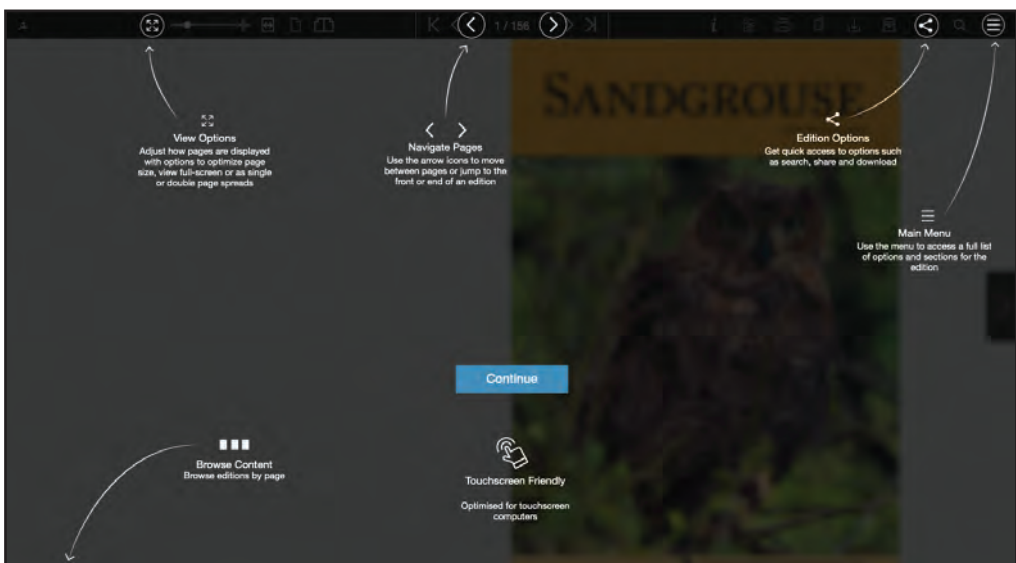 1 / 156
SANDGROUSE
View Options
Adjust how pages are displayed
with options to optimize page
size, view full-screen or as single
or double page spreads
Navigate Pages
Use the arrow icons to move
between pages or jump to the
front or end of an edition
Edition Options
Get quick access to options such
as search, share and download
Main Menu
Use the menu to access a full list
of options and sections for the
edition
Continue
Browse Content
Browse editions by page
Touchscreen Friendly
Optimised for touchscreen
computers